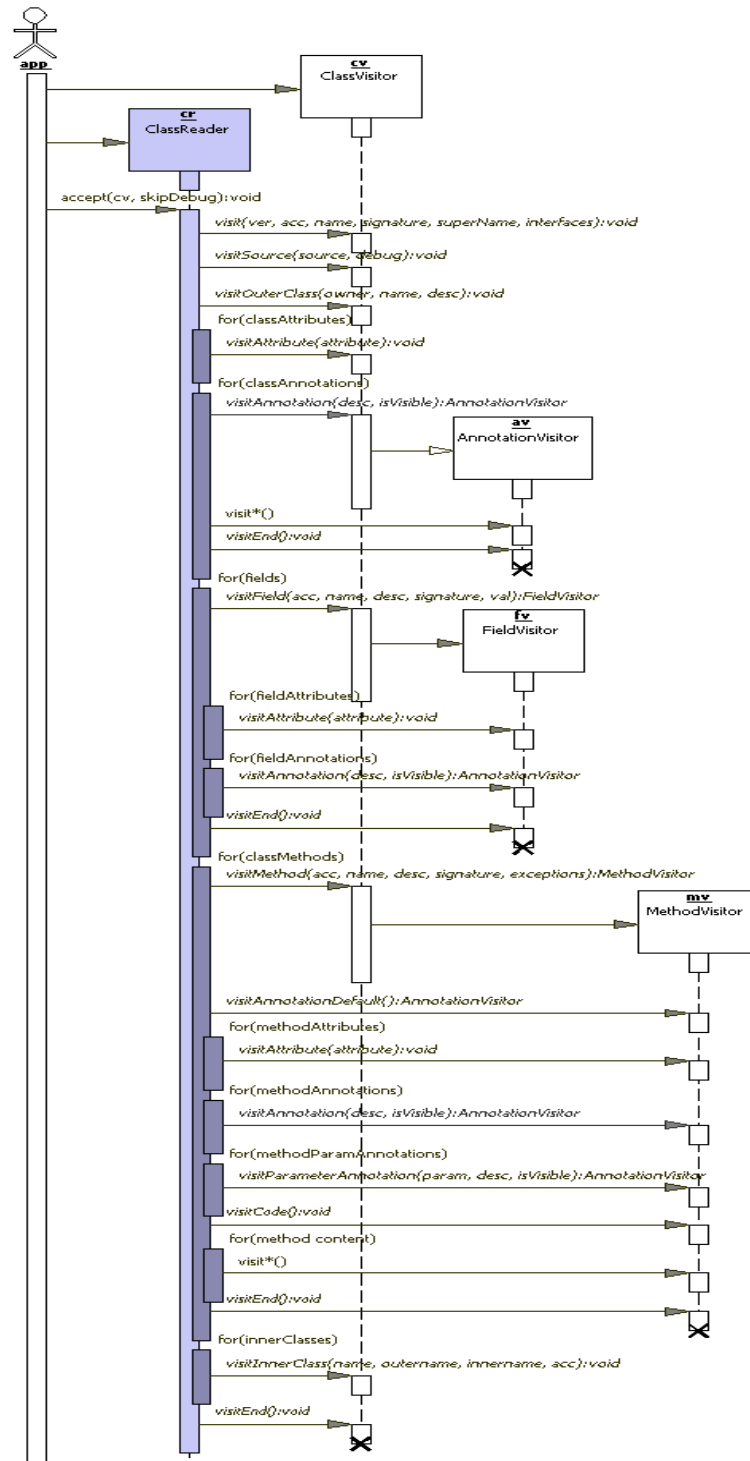 app
cv
ClassVisitor
cr
ClassReader
accept(cv, skipDebug):void
visit(ver, acc, name, signature, superName, interfaces):void
visitSource(source, debug):void
visitOuterClass(owner, name, desc):void
for(classAttributes)
visitAttribute(attribute):void
for(classAnnotations)
visitAnnotation(desc, isVisible):AnnotationVisitor
av
AnnotationVisitor
visit*()
visitEnd():void
for(fields)
visitField(acc, name, desc, signature, val):FieldVisitor
fv
FieldVisitor
for(fieldAttributes)
visitAttribute(attribute):void
for(fieldAnnotations)
visitAnnotation(desc, isVisible):AnnotationVisitor
visitEnd():void
for(classMethods)
visitMethod(acc, name, desc, signature, exceptions):MethodVisitor
mv
MethodVisitor
visitAnnotationDefault():AnnotationVisitor
for(methodAttributes)
visitAttribute(attribute):void
for(methodAnnotations)
visitAnnotation(desc, isVisible):AnnotationVisitor
for(methodParamAnnotations)
visitParameterAnnotation(param, desc, isVisible):AnnotationVisitor
visitCode():void
for(method content)
visit*()
visitEnd():void
for(innerClasses)
visitInnerClass(name, outername, innername, acc):void
visitEnd():void